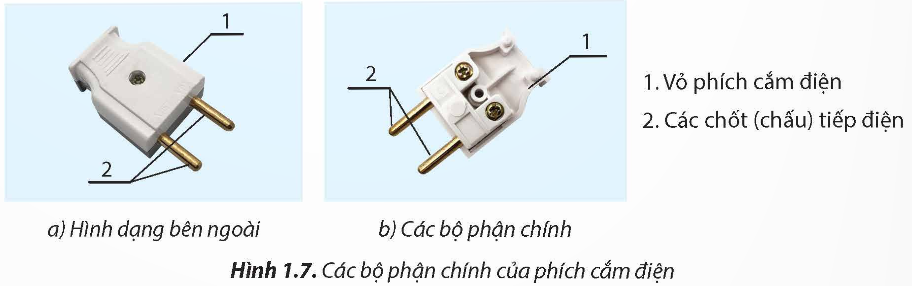 1
2
1
2
1. Vỏ phích cắm điện
2. Các chốt (chấu) tiếp điện
a) Hình dạng bên ngoài
b) Các bộ phận chính
Hình 1.7. Các bộ phận chính của phích cắm điện